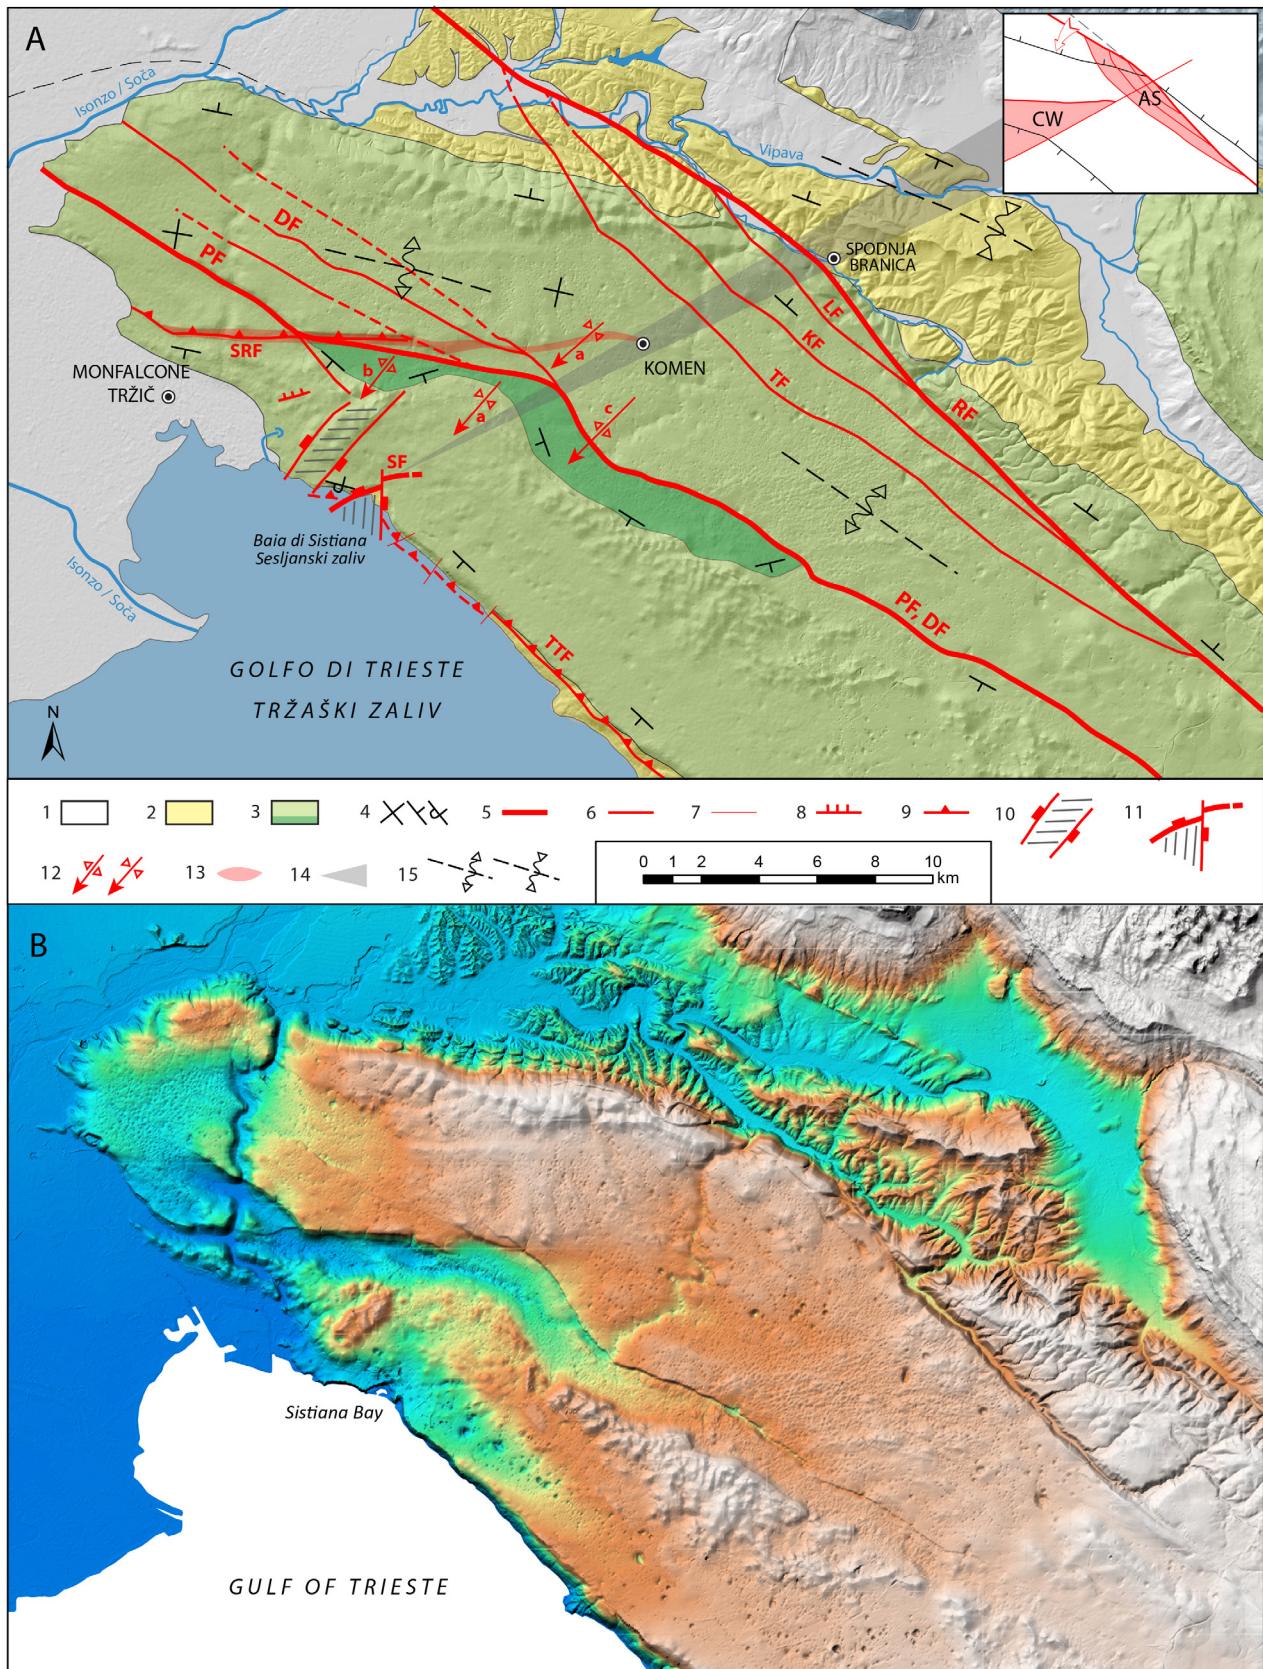 A
Isonzo / Soča
AS
CW
Vipava
DF
PF
SPODNJA
BRANICA
LF
SRF
a
KOMEN
KF
MONFALCONE
TRŽIČ
b
TF
a
c
RF
SF
Baia di Sistiana
Sesljanski zaliv
Isonzo / Soča
PF, DF
TTF
GOLFO DI TRIESTE
TRŽAŠKI ZALIV
N
1 2 3 4 5 6 7 8 9 10 11
12 13 14 15
0 1 2 4 6 8 10
km
B
Sistiana Bay
GULF OF TRIESTE